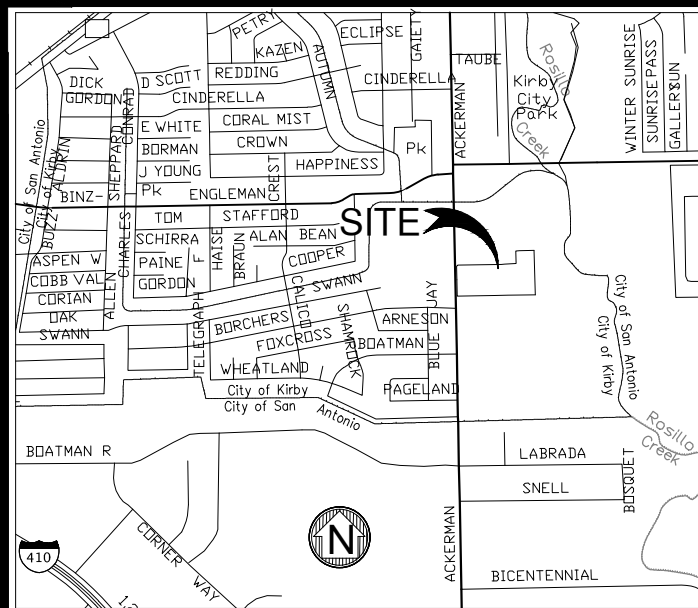 PETRY
KAZEN
AUTUMN
ECLIPSE
GAIETY
TAUBE
Rosillo
Creek
Kirby
City
Park
WINTER SUNRISE
SUNRISE PASS
GALLERSUN
DICK
GORDON
D SCOTT
REDDING
CINDERELLA
CINDERELLA
ACKERMAN
SHEPPARD
CONRAD
E WHITE
CORAL MIST
BORMAN
CROWN
J YOUNG
CREST
HAPPINESS
Pk
Pk
City of San Antonio
City of Kirby
BUZZ ALDRIN
BINZ-
ENGLEMAN
TOM
STAFFORD
SITE
CHARLES
SCHIRRA
HAISE
BRAUN
ALAN BEAN
ASPEN W
PAINE
F
COOPER
COBB VAL
GORDON
SWANN
CORIAN
ALLEN
OAK
SWANN
TELEGRAPH
BORCHERS
CALICO
SHAMROCK
BLUE JAY
ARNESON
FOXCROSS
BOATMAN
WHEATLAND
PAGELAND
City of Kirby
City of San Antonio
City of San Antonio
City of Kirby
Rosillo
Creek
BOATMAN R
LABRADA
SNELL
BOSQUET
ACKERMAN
N
410
CORNER WAY
BICENTENNIAL